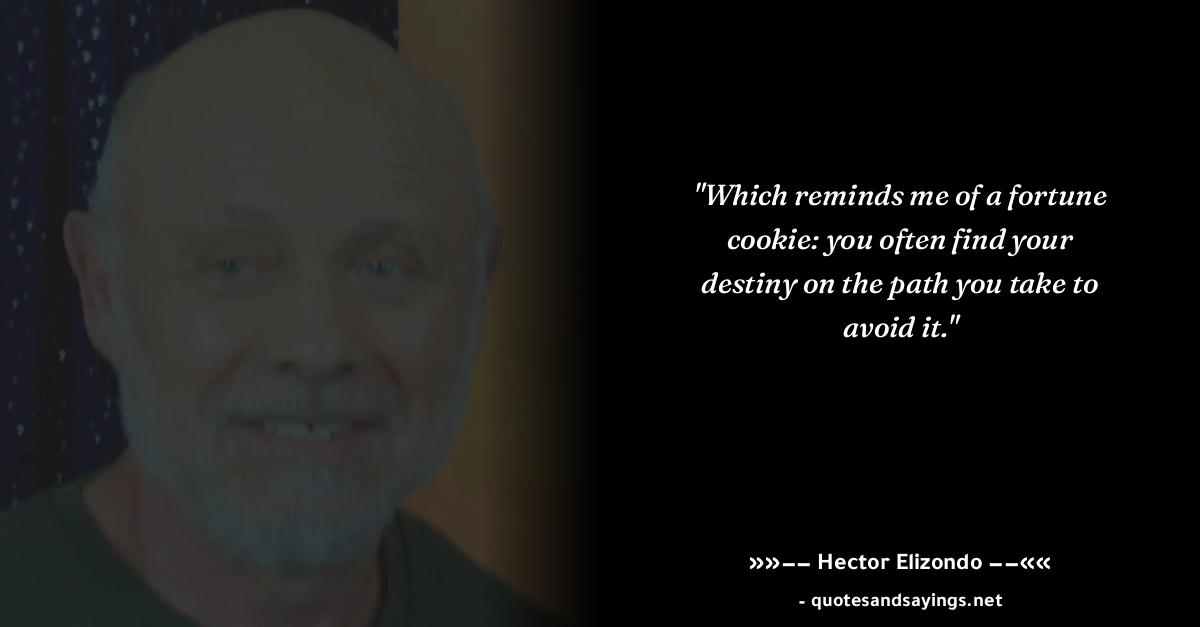 "Which reminds me of a fortune
cookie: you often find your
destiny on the path you take to
avoid it."
»»−− Hector Elizondo −−««
- quotesandsayings.net